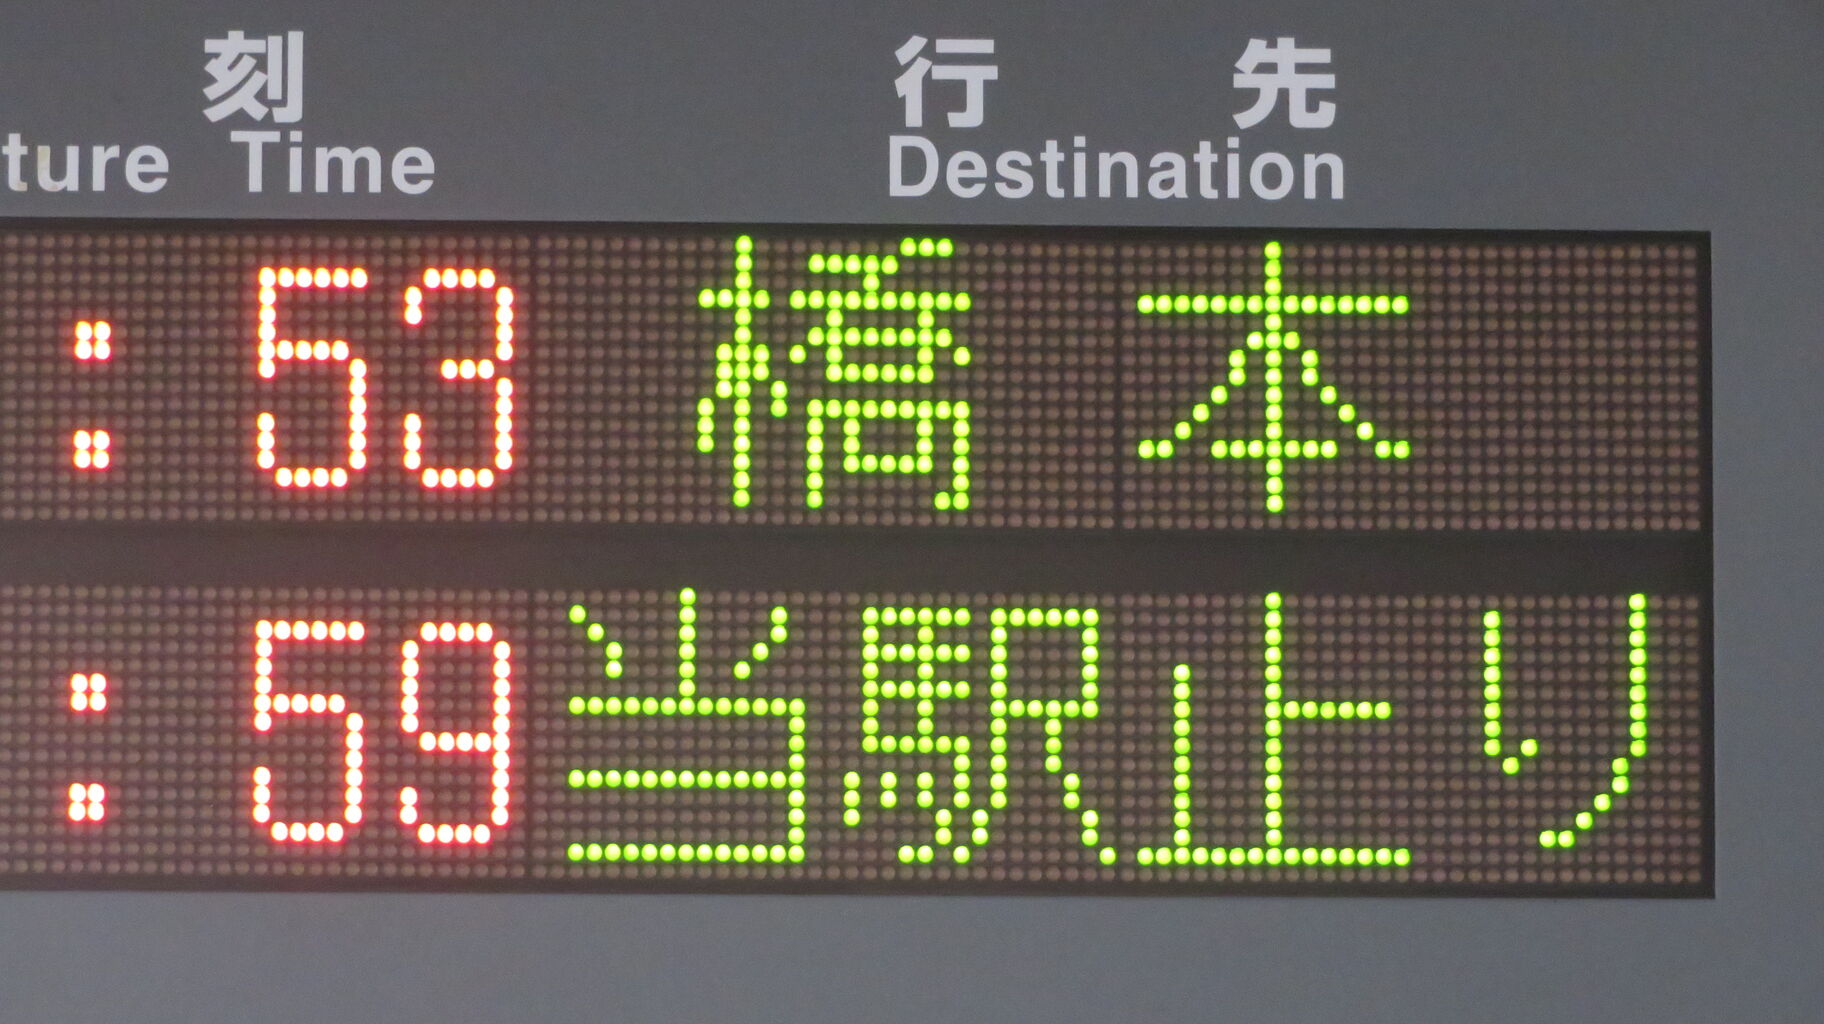 刻 行先
ture Time Destination
:53 橋本
:59 当駅止り